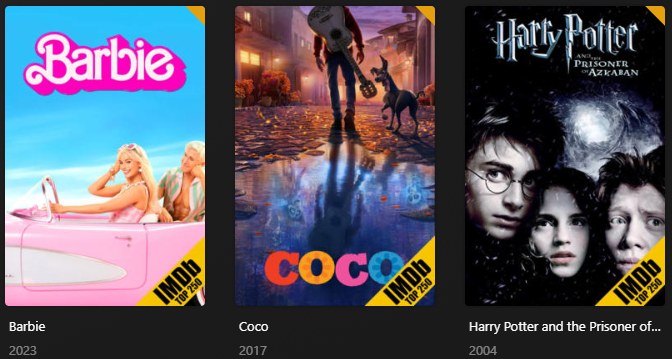 Barbie
IMDb
TOP 250
COCO
IMDb
TOP 250
Harry Potter
AND THE
PRISONER
OF AZKABAN
IMDb
TOP 250
Barbie
2023
Coco
2017
Harry Potter and the Prisoner of...
2004